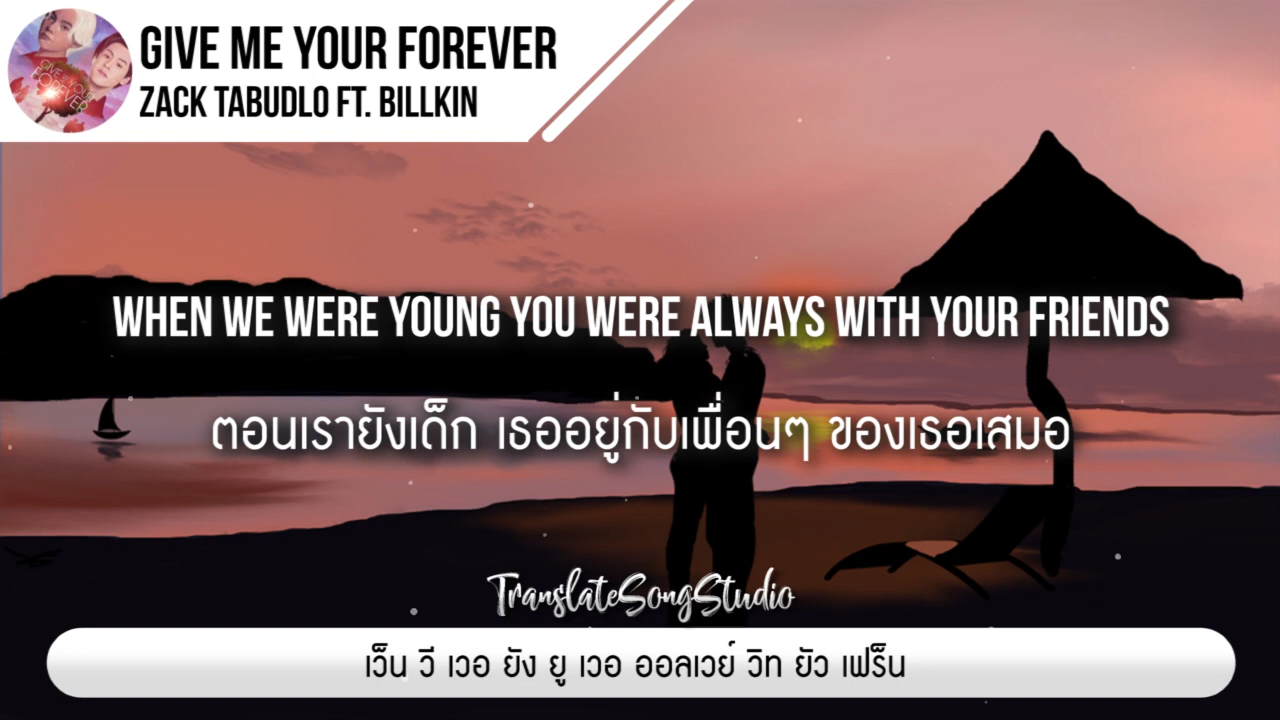 GIVE ME YOUR FOREVER
ZACK TABUDLO FT. BILLKIN
GIVE ME YOUR
FOREVER
WHEN WE WERE YOUNG YOU WERE ALWAYS WITH YOUR FRIENDS
ตอนเรายังเด็ก เธออยู่กับเพื่อนๆ ของเธอเสมอ
TranslateSongStudio
เว็น วี เวอ ยัง ยู เวอ ออลเวย์ วิท ยัว เฟร็น